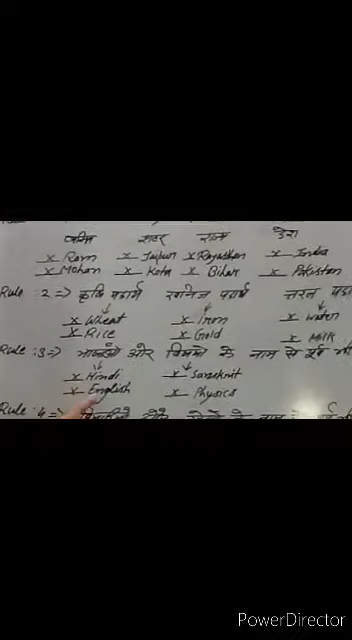 व्यक्ति शहर राज्य देश
x Ram x Jaipur x Rajasthan x India
x Mohan x Kota x Bihar x Pakistan
Rule : 2 => कृषि पदार्थ खनिज पदार्थ तरल
x Wheat x Iron x Water
x Rice x Gold x Milk
Rule : 3 => भाषाओं और विषयों के नाम से पूर्व भी
x Hindi x Sanskrit
x English x Physics
Rule : 4 =>
PowerDirector